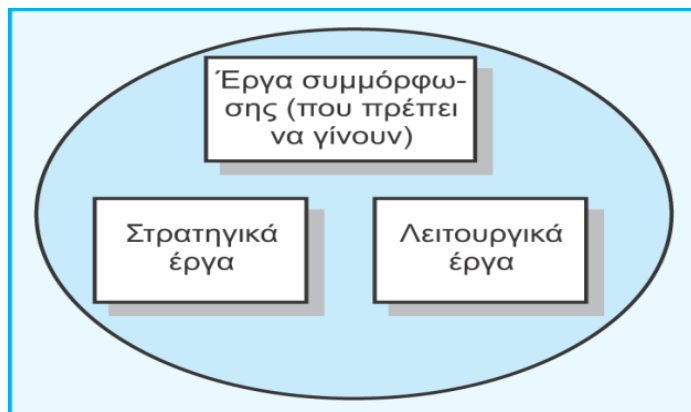 Έργα συμμόρφω-
σης (που πρέπει
να γίνουν)
Στρατηγικά
έργα
Λειτουργικά
έργα